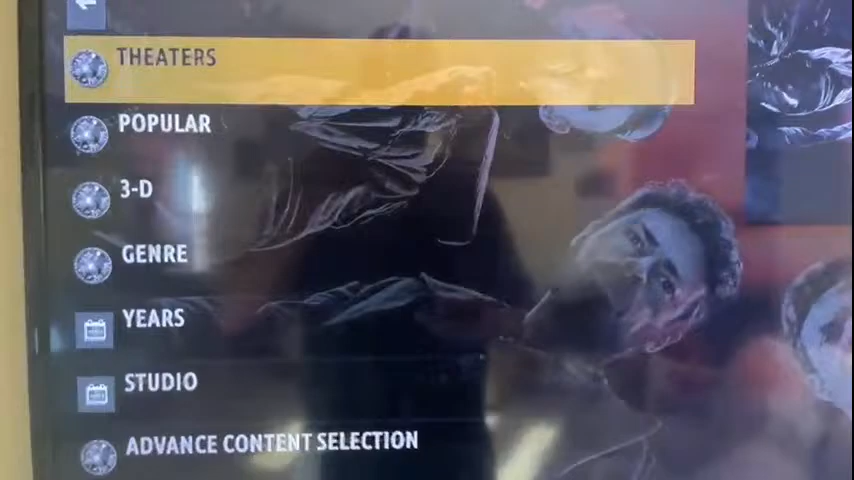 THEATERS
POPULAR
3-D
GENRE
YEARS
STUDIO
ADVANCE CONTENT SELECTION